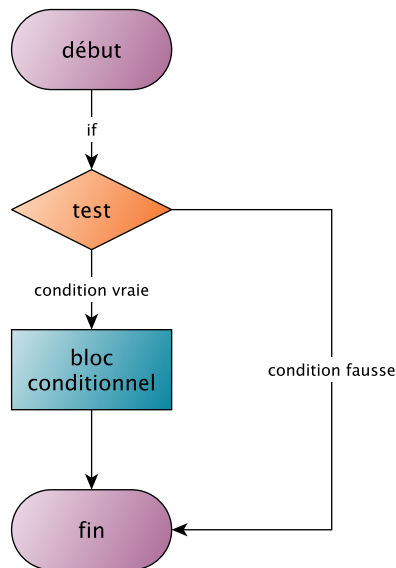 début
if
test
condition vraie
bloc
conditionnel
condition fausse
fin